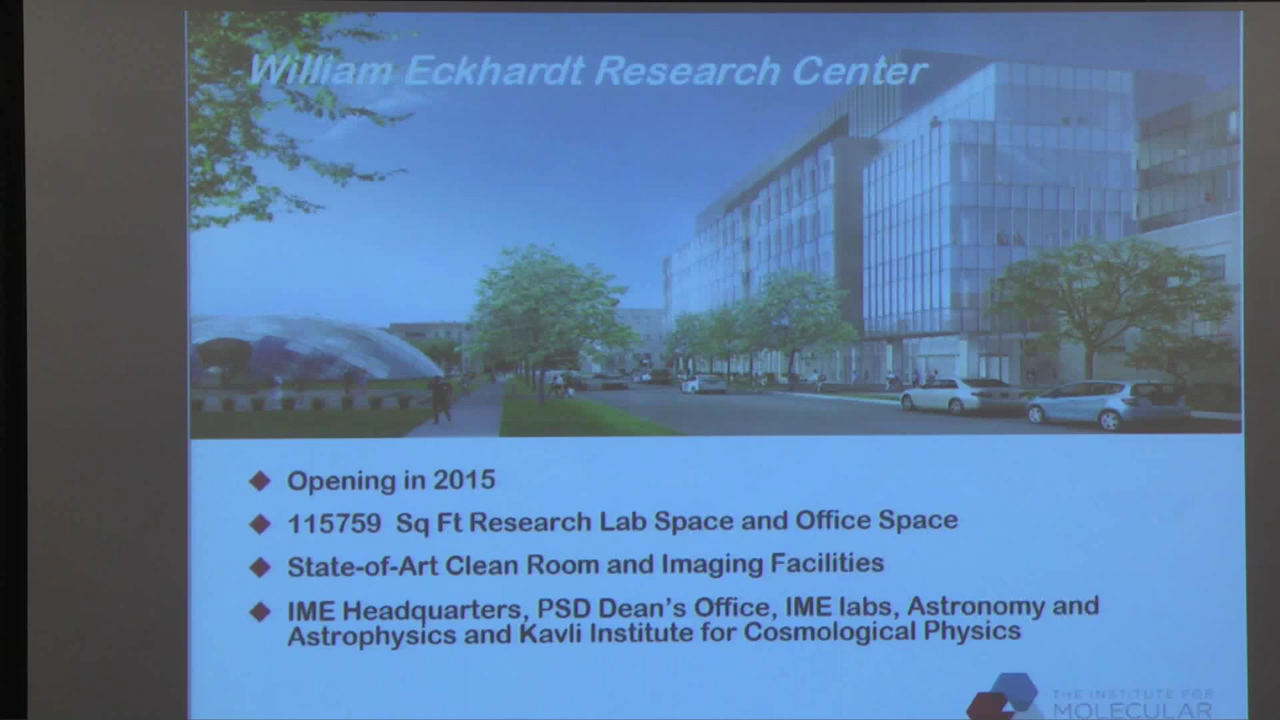 William Eckhardt Research Center
Opening in 2015
115759 Sq Ft Research Lab Space and Office Space
State-of-Art Clean Room and Imaging Facilities
IME Headquarters, PSD Dean's Office, IME labs, Astronomy and
Astrophysics and Kavli Institute for Cosmological Physics
THE INSTITUTE FOR
MOLECULAR